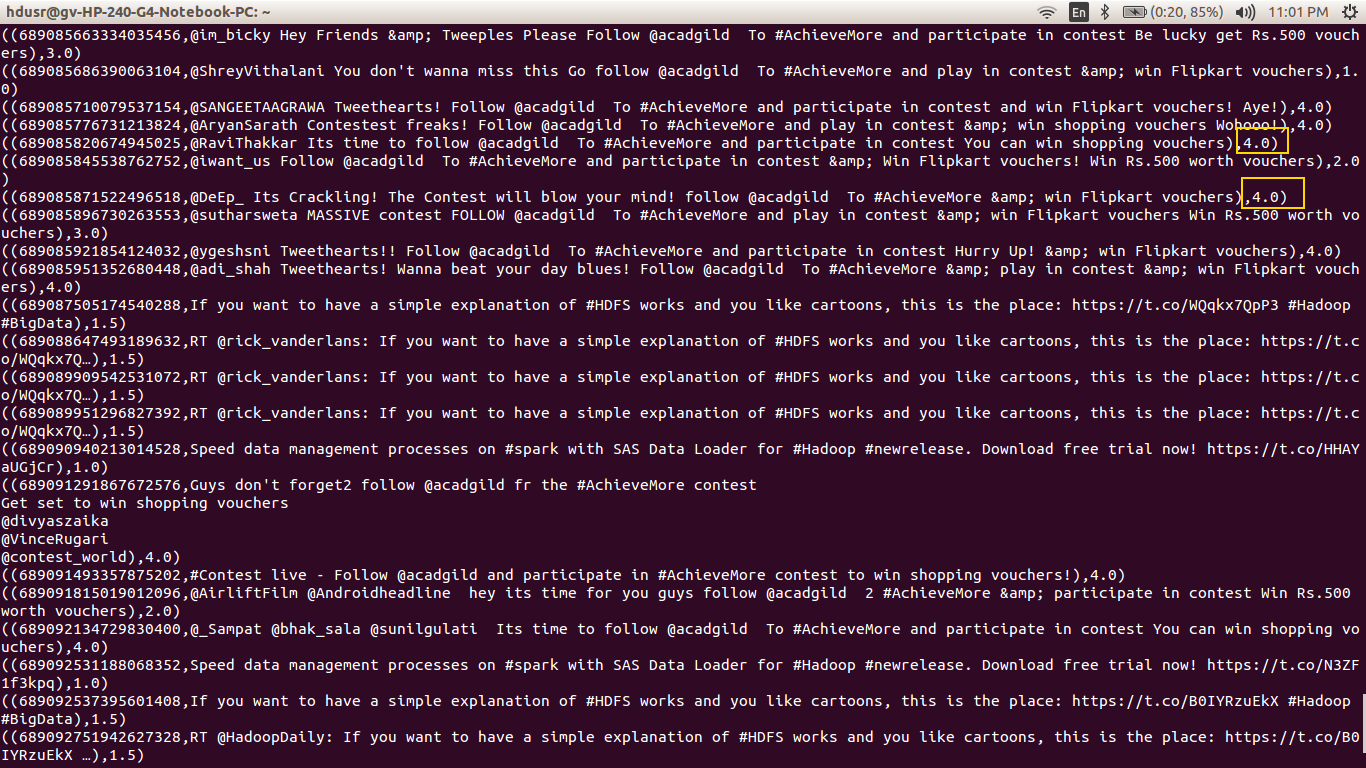 hdusr@gv-HP-240-G4-Notebook-PC: ~
En
(0:20, 85%)
11:01 PM
((689085663334035456,@im_bicky Hey Friends &amp; Tweeples Please Follow @acadgild  To #AchieveMore and participate in contest Be lucky get Rs.500 vouch
ers),3.0)
((689085686390063104,@ShreyVithalani You don't wanna miss this Go follow @acadgild  To #AchieveMore and play in contest &amp; win Flipkart vouchers),1.
0)
((689085710079537154,@SANGEETAAGRAWA Tweethearts! Follow @acadgild  To #AchieveMore and participate in contest and win Flipkart vouchers! Aye!),4.0)
((689085776731213824,@AryanSarath Contestest freaks! Follow @acadgild  To #AchieveMore and play in contest &amp; win shopping vouchers Wohooo!),4.0)
((689085820674945025,@RaviThakkar Its time to follow @acadgild  To #AchieveMore and participate in contest You can win shopping vouchers),4.0)
((689085845538762752,@iwant_us Follow @acadgild  To #AchieveMore and participate in contest &amp; Win Flipkart vouchers! Win Rs.500 worth vouchers),2.0
)
((689085871522496518,@DeEp_ Its Crackling! The Contest will blow your mind! follow @acadgild  To #AchieveMore &amp; win Flipkart vouchers),4.0)
((689085896730263553,@sutharsweta MASSIVE contest FOLLOW @acadgild  To #AchieveMore and play in contest &amp; win Flipkart vouchers Win Rs.500 worth vo
uchers),3.0)
((689085921854124032,@ygeshsni Tweethearts!! Follow @acadgild  To #AchieveMore and participate in contest Hurry Up! &amp; win Flipkart vouchers),4.0)
((689085951352680448,@adi_shah Tweethearts! Wanna beat your day blues! Follow @acadgild  To #AchieveMore &amp; play in contest &amp; win Flipkart vouch
ers),4.0)
((689087505174540288,If you want to have a simple explanation of #HDFS works and you like cartoons, this is the place: https://t.co/WQqkx7QpP3 #Hadoop
#BigData),1.5)
((689088647493189632,RT @rick_vanderlans: If you want to have a simple explanation of #HDFS works and you like cartoons, this is the place: https://t.c
o/WQqkx7Q…),1.5)
((689089909542531072,RT @rick_vanderlans: If you want to have a simple explanation of #HDFS works and you like cartoons, this is the place: https://t.c
o/WQqkx7Q…),1.5)
((689089951296827392,RT @rick_vanderlans: If you want to have a simple explanation of #HDFS works and you like cartoons, this is the place: https://t.c
o/WQqkx7Q…),1.5)
((689090940213014528,Speed data management processes on #spark with SAS Data Loader for #Hadoop #newrelease. Download free trial now! https://t.co/HHAY
aUGjCr),1.0)
((689091291867672576,Guys don't forget2 follow @acadgild fr the #AchieveMore contest
Get set to win shopping vouchers
@divyaszaika
@VinceRugari
@contest_world),4.0)
((689091493357875202,#Contest live - Follow @acadgild and participate in #AchieveMore contest to win shopping vouchers!),4.0)
((689091815019012096,@AirliftFilm @Androidheadline  hey its time for you guys follow @acadgild  2 #AchieveMore &amp; participate in contest Win Rs.500
worth vouchers),2.0)
((689092134729830400,@_Sampat @bhak_sala @sunilgulati  Its time to follow @acadgild  To #AchieveMore and participate in contest You can win shopping vo
uchers),4.0)
((689092531188068352,Speed data management processes on #spark with SAS Data Loader for #Hadoop #newrelease. Download free trial now! https://t.co/N3ZF
1f3kpq),1.0)
((689092537395601408,If you want to have a simple explanation of #HDFS works and you like cartoons, this is the place: https://t.co/B0IYRzuEkX #Hadoop
#BigData),1.5)
((689092751942627328,RT @HadoopDaily: If you want to have a simple explanation of #HDFS works and you like cartoons, this is the place: https://t.co/B0
IYRzuEkX …),1.5)